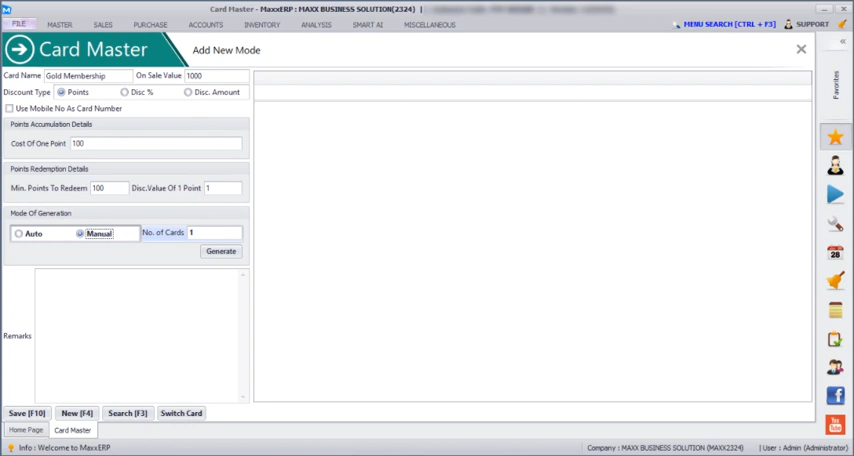 Card Master - MaxxERP : MAXX BUSINESS SOLUTION(2324) |
FILE MASTER SALES PURCHASE ACCOUNTS INVENTORY ANALYSIS SMART AI MISCELLANEOUS MENU SEARCH [CTRL + F3] SUPPORT
Card Master Add New Mode
Card Name Gold Membership On Sale Value 1000
Discount Type Points Disc % Disc. Amount
Use Mobile No As Card Number
Points Accumulation Details
Cost Of One Point 100
Points Redemption Details
Min. Points To Redeem 100 Disc.Value Of 1 Point 1
Mode Of Generation
Auto Manual No. of Cards 1
Generate
Remarks
Save [F10] New [F4] Search [F3] Switch Card
Home Page Card Master
Info : Welcome to MaxxERP Company : MAXX BUSINESS SOLUTION (MAXX2324) | User : Admin (Administrator)
Favorites
28
You
Tube